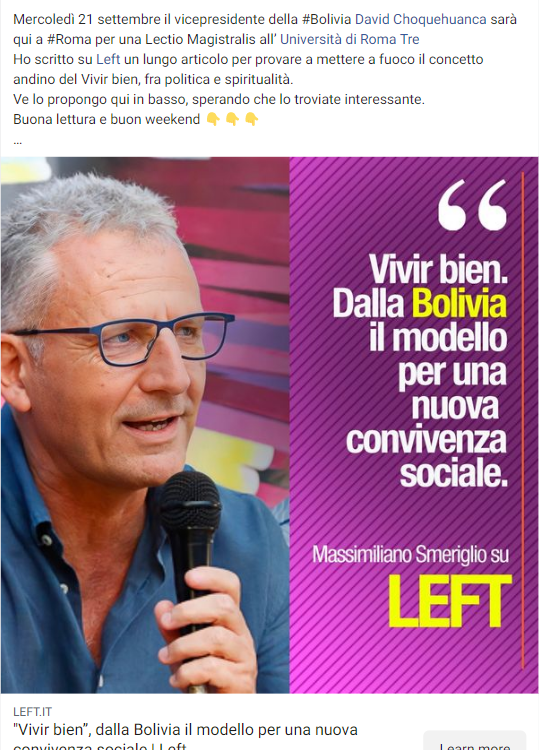 Mercoledì 21 settembre il vicepresidente della #Bolivia David Choquehuanca sarà
qui a #Roma per una Lectio Magistralis all’ Università di Roma Tre
Ho scritto su Left un lungo articolo per provare a mettere a fuoco il concetto
andino del Vivir bien, fra politica e spiritualità.
Ve lo propongo qui in basso, sperando che lo troviate interessante.
Buona lettura e buon weekend 👇👇👇
...
“
Vivir bien.
Dalla Bolivia
il modello
per una
nuova
convivenza
sociale.
Massimiliano Smeriglio su
LEFT
LEFT.IT
"Vivir bien”, dalla Bolivia il modello per una nuova
convivenza sociale | Left
Learn more